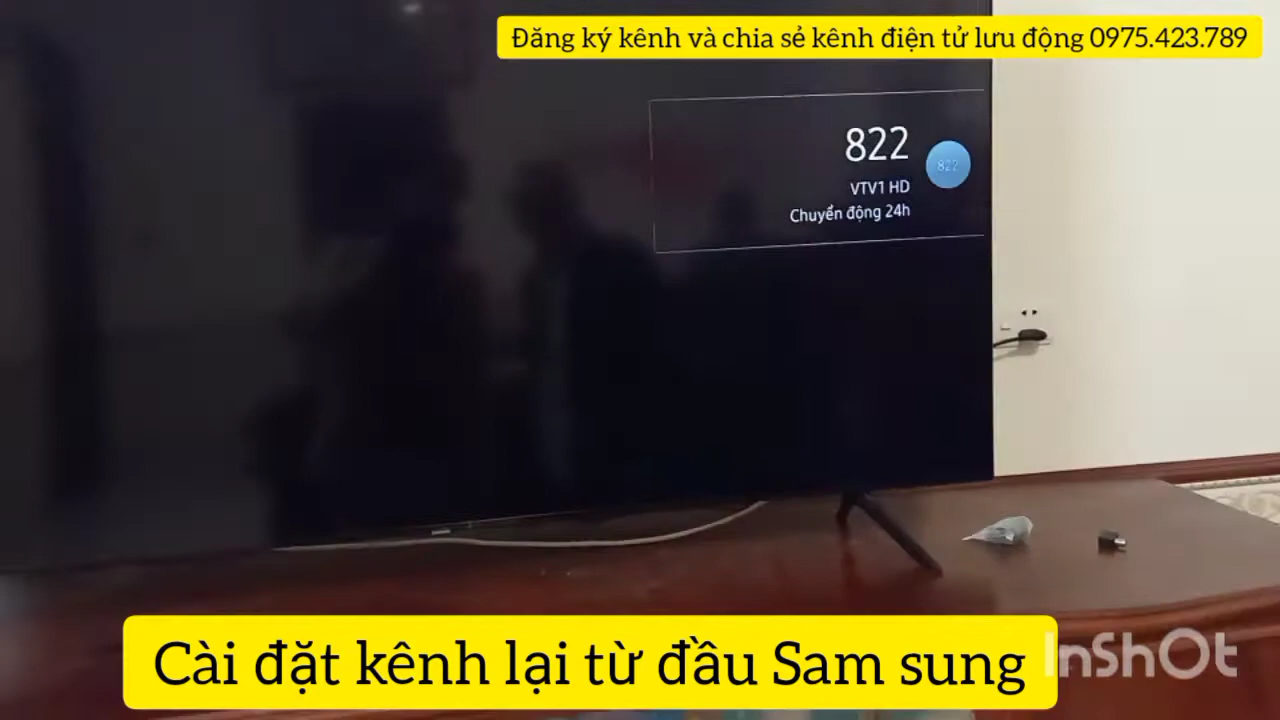 Đăng ký kênh và chia sẻ kênh điện tử lưu động 0975.423.789
822
822
VTV1 HD
Chuyển động 24h
Cài đặt kênh lại từ đầu Sam sung
InShOt